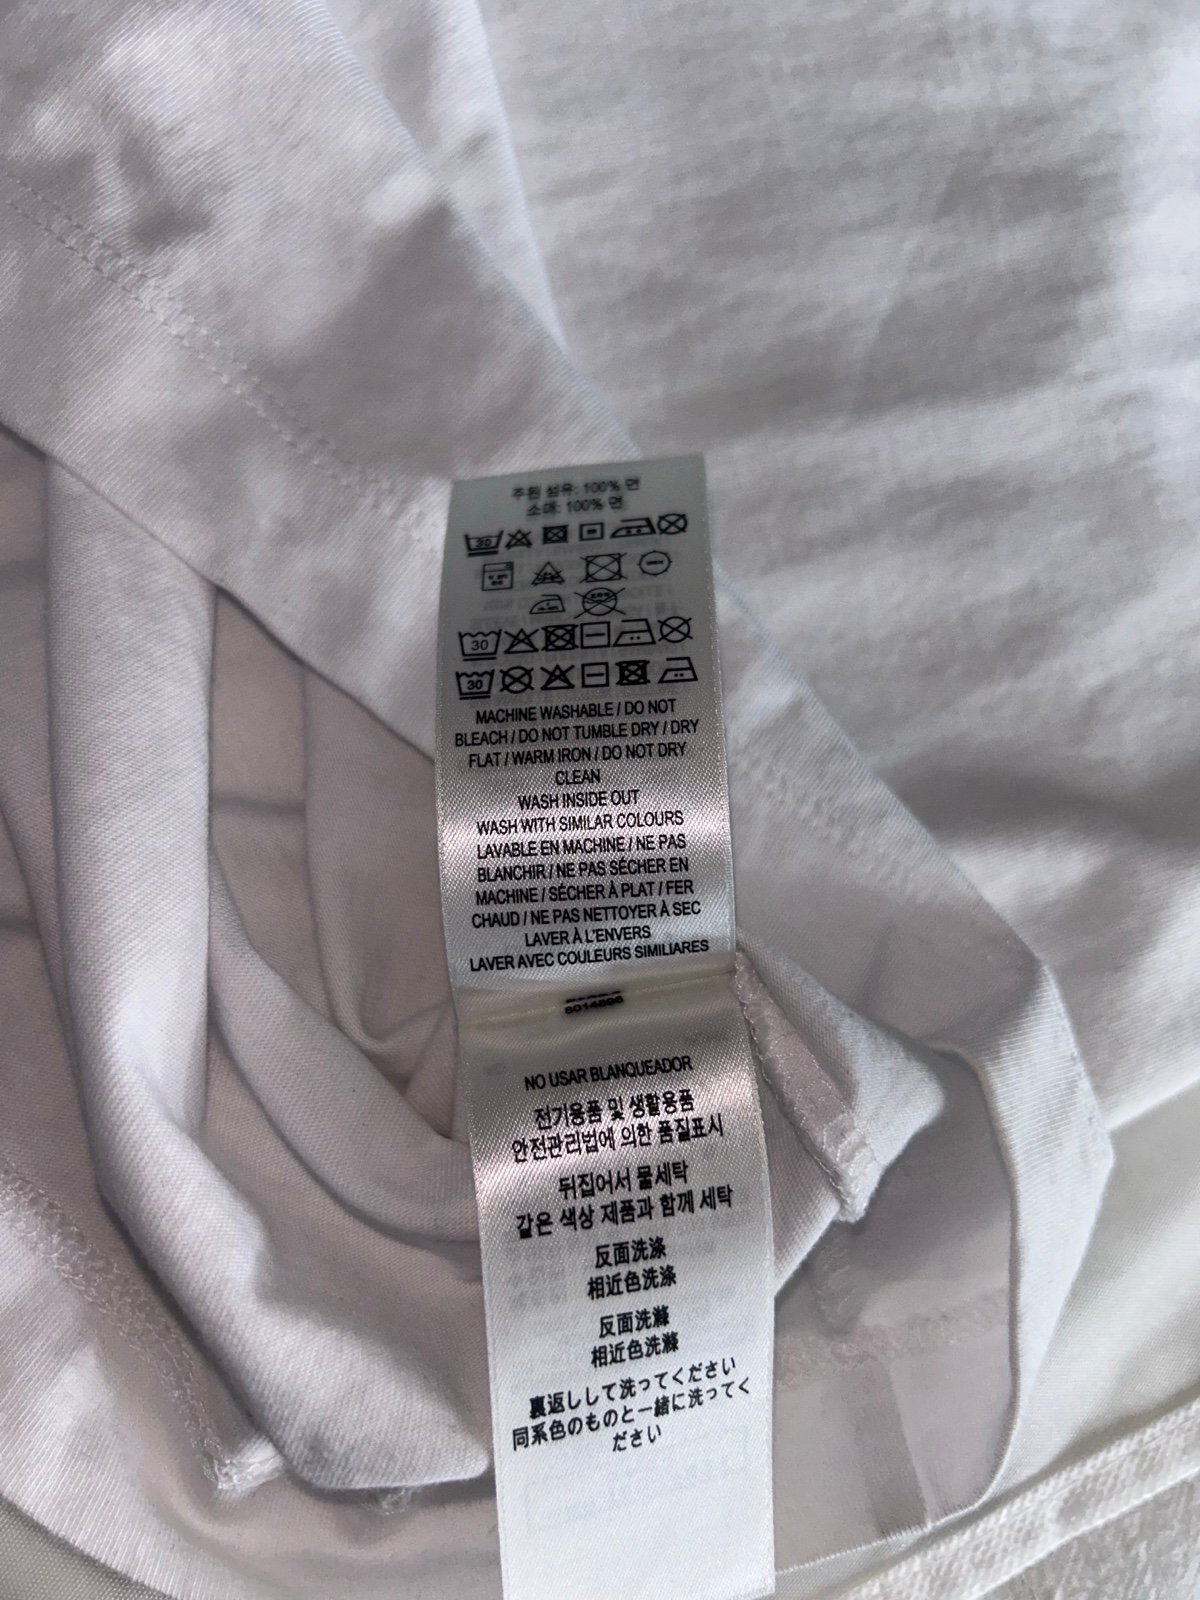 주원 섬유: 100% 면
소매: 100% 면
30
30
30
MACHINE WASHABLE / DO NOT
BLEACH / DO NOT TUMBLE DRY / DRY
FLAT / WARM IRON / DO NOT DRY
CLEAN
WASH INSIDE OUT
WASH WITH SIMILAR COLOURS
LAVABLE EN MACHINE / NE PAS
BLANCHIR / NE PAS SÉCHER EN
MACHINE / SÉCHER À PLAT / FER
CHAUD / NE PAS NETTOYER À SEC
LAVER À L'ENVERS
LAVER AVEC COULEURS SIMILIARES
8014896
NO USAR BLANQUEADOR
전기용품 및 생활용품
안전관리법에 의한 품질표시
뒤집어서 물세탁
같은 색상 제품과 함께 세탁
反面洗涤
相近色洗涤
反面洗滌
相近色洗滌
裏返しして洗ってください
同系色のものと一緒に洗ってく
ださい